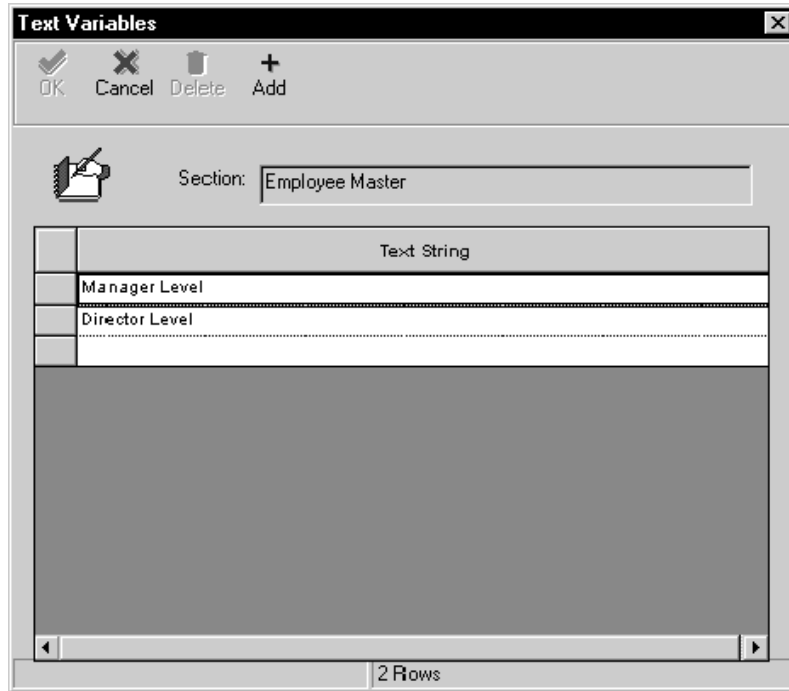 Text Variables
OK Cancel Delete Add
Section: Employee Master
Text String
Manager Level
Director Level
2 Rows